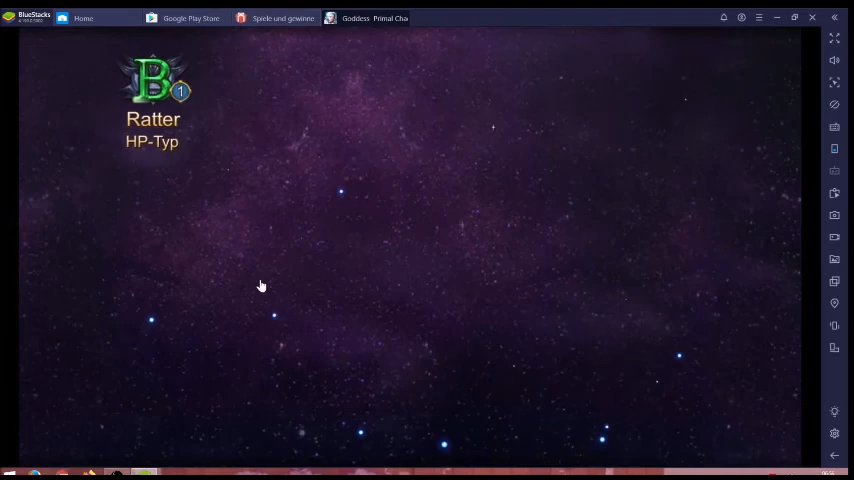 BlueStacks
Home
Google Play Store
Spiele und gewinne
Goddess Primal Cha
B
1
Ratter
HP-Typ